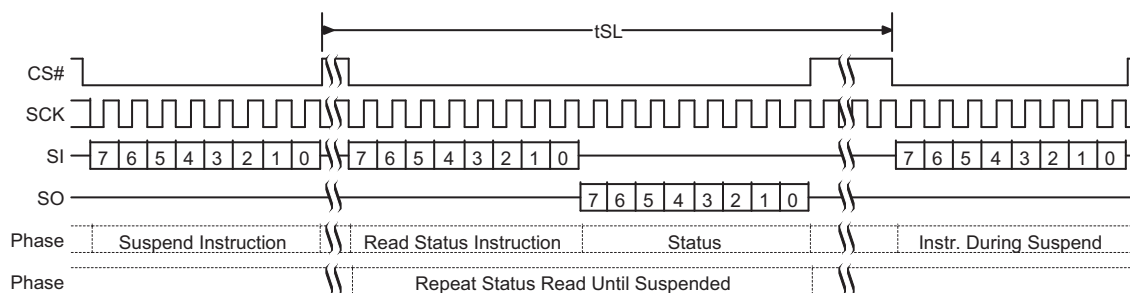 tSL
CS#
SCK
SI 7 6 5 4 3 2 1 0 7 6 5 4 3 2 1 0 7 6 5 4 3 2 1 0
SO 7 6 5 4 3 2 1 0
Phase Suspend Instruction Read Status Instruction Status Instr. During Suspend
Phase Repeat Status Read Until Suspended